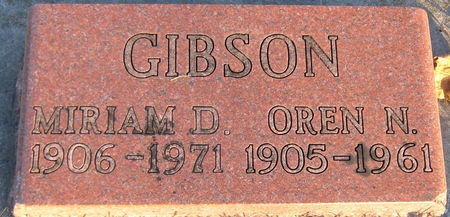 GIBSON
MIRIAM D. OREN N.
1906-1971 1905-1961